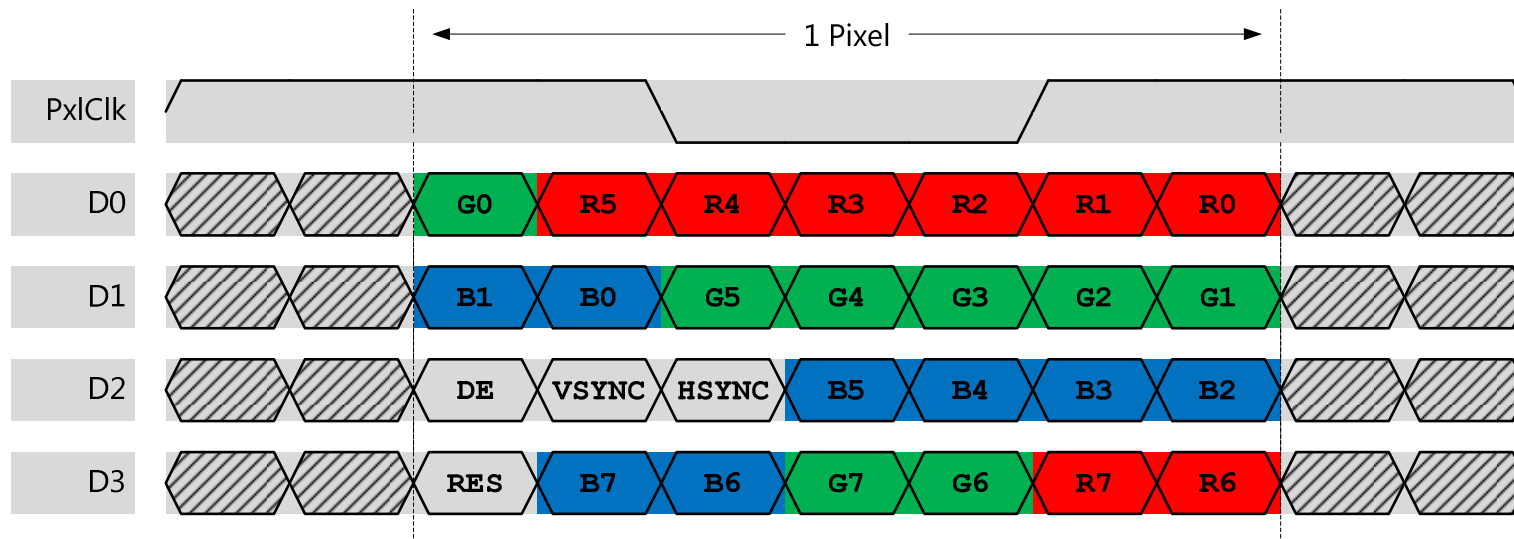 1 Pixel
PxlClk
D0 G0 R5 R4 R3 R2 R1 R0
D1 B1 B0 G5 G4 G3 G2 G1
D2 DE VSYNC HSYNC B5 B4 B3 B2
D3 RES B7 B6 G7 G6 R7 R6